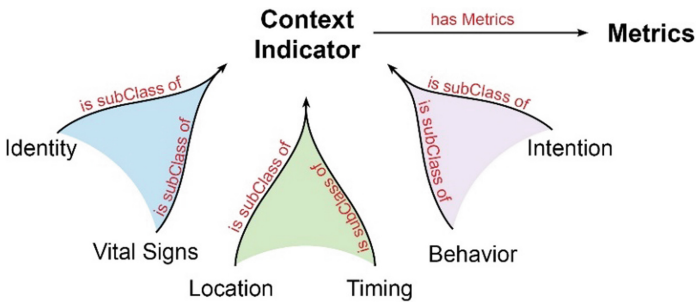 Context
Indicator
has Metrics
Metrics
is subClass of
is subClass of
is subClass of
is subClass of
is subClass of
is subClass of
Identity
Vital Signs
Location
Timing
Behavior
Intention